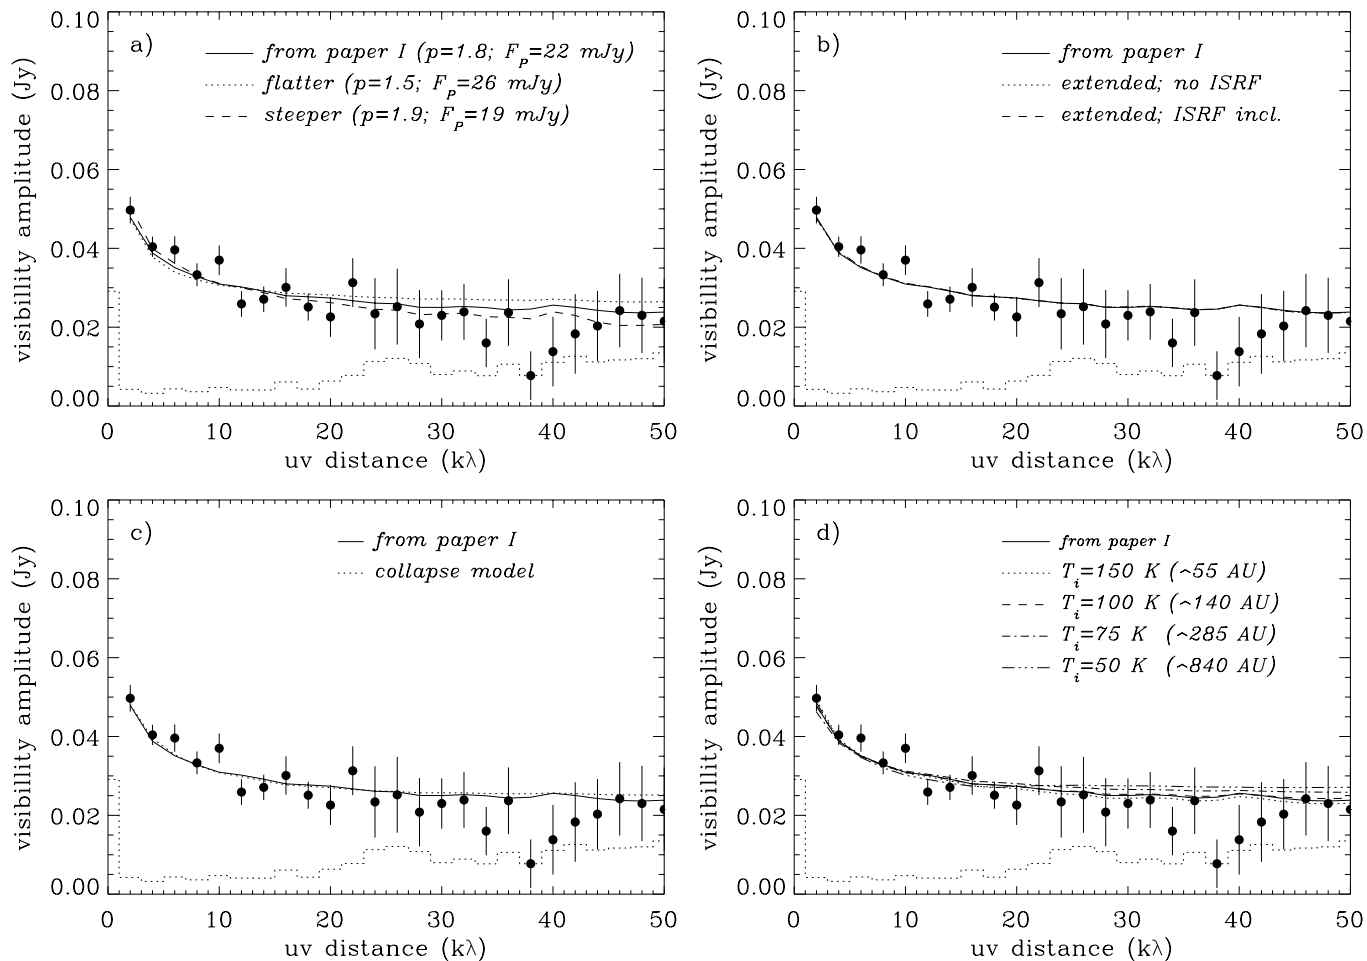 a)
from paper I (p=1.8; F_P=22 mJy)
flatter (p=1.5; F_P=26 mJy)
steeper (p=1.9; F_P=19 mJy)
visibillity amplitude (Jy)
0.10
0.08
0.06
0.04
0.02
0.00
0 10 20 30 40 50
uv distance (kλ)
b)
from paper I
extended; no ISRF
extended; ISRF incl.
visibillity amplitude (Jy)
0.10
0.08
0.06
0.04
0.02
0.00
0 10 20 30 40 50
uv distance (kλ)
c)
from paper I
collapse model
visibillity amplitude (Jy)
0.10
0.08
0.06
0.04
0.02
0.00
0 10 20 30 40 50
uv distance (kλ)
d)
from paper I
T_i=150 K (~55 AU)
T_i=100 K (~140 AU)
T_i=75 K (~285 AU)
T_i=50 K (~840 AU)
visibillity amplitude (Jy)
0.10
0.08
0.06
0.04
0.02
0.00
0 10 20 30 40 50
uv distance (kλ)